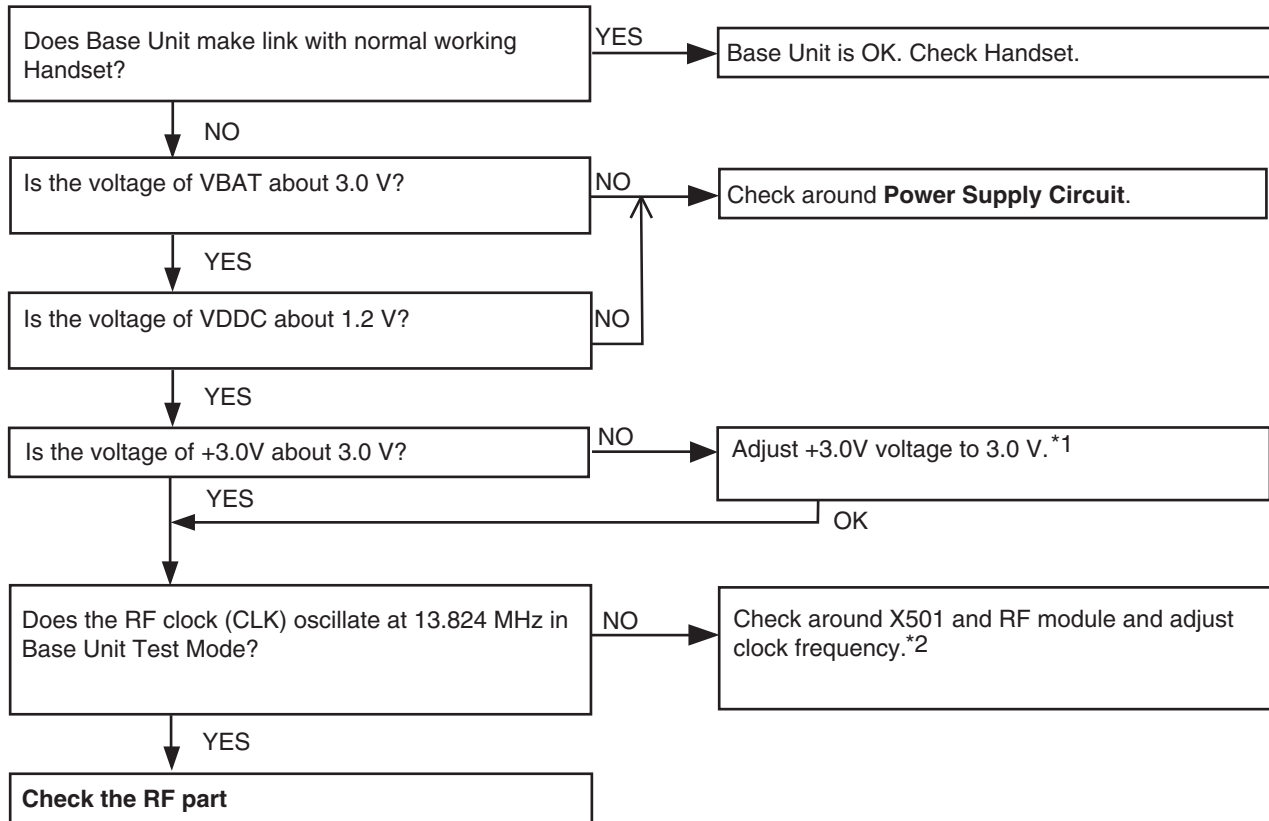 Does Base Unit make link with normal working
Handset?
YES
Base Unit is OK. Check Handset.
NO
Is the voltage of VBAT about 3.0 V?
NO
Check around Power Supply Circuit.
YES
Is the voltage of VDDC about 1.2 V?
NO
YES
Is the voltage of +3.0V about 3.0 V?
NO
Adjust +3.0V voltage to 3.0 V.*1
YES
OK
Does the RF clock (CLK) oscillate at 13.824 MHz in
Base Unit Test Mode?
NO
Check around X501 and RF module and adjust
clock frequency.*2
YES
Check the RF part